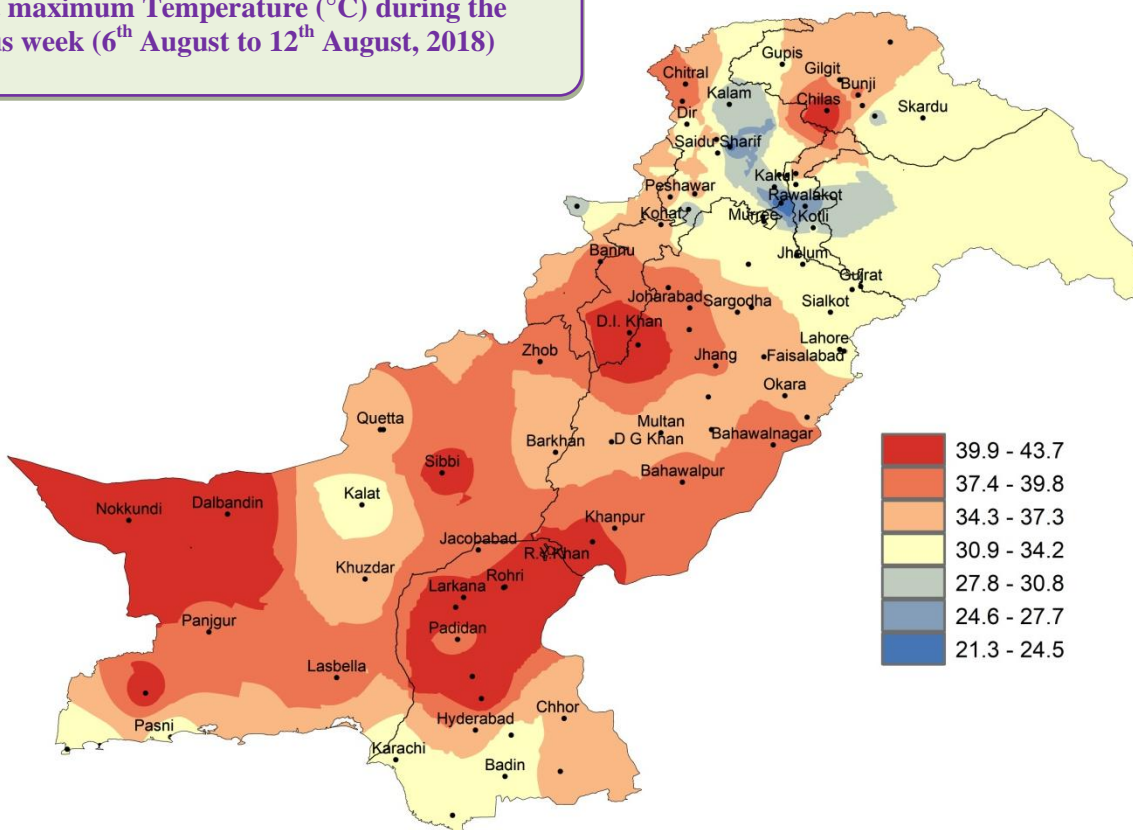 maximum Temperature (°C) during the
us week (6th August to 12th August, 2018)
Gupis
Chitral
Gilgit
Kalam
Bunji
Chilas
Skardu
Dir
Saidu Sharif
Kakul
Peshawar
Rawalakot
Kohat
Murree
Kotli
Bannu
Jhelum
Gujrat
Joharabad
Sargodha
Sialkot
D.I. Khan
Lahore
Zhob
Jhang
Faisalabad
Okara
Quetta
Multan
Barkhan
D G Khan
Bahawalnagar
Sibbi
Bahawalpur
Kalat
Nokkundi
Dalbandin
Khanpur
Jacobabad
R.Y.Khan
Khuzdar
Rohri
Larkana
Panjgur
Padidan
Lasbella
Chhor
Hyderabad
Pasni
Karachi
Badin
39.9 - 43.7
37.4 - 39.8
34.3 - 37.3
30.9 - 34.2
27.8 - 30.8
24.6 - 27.7
21.3 - 24.5